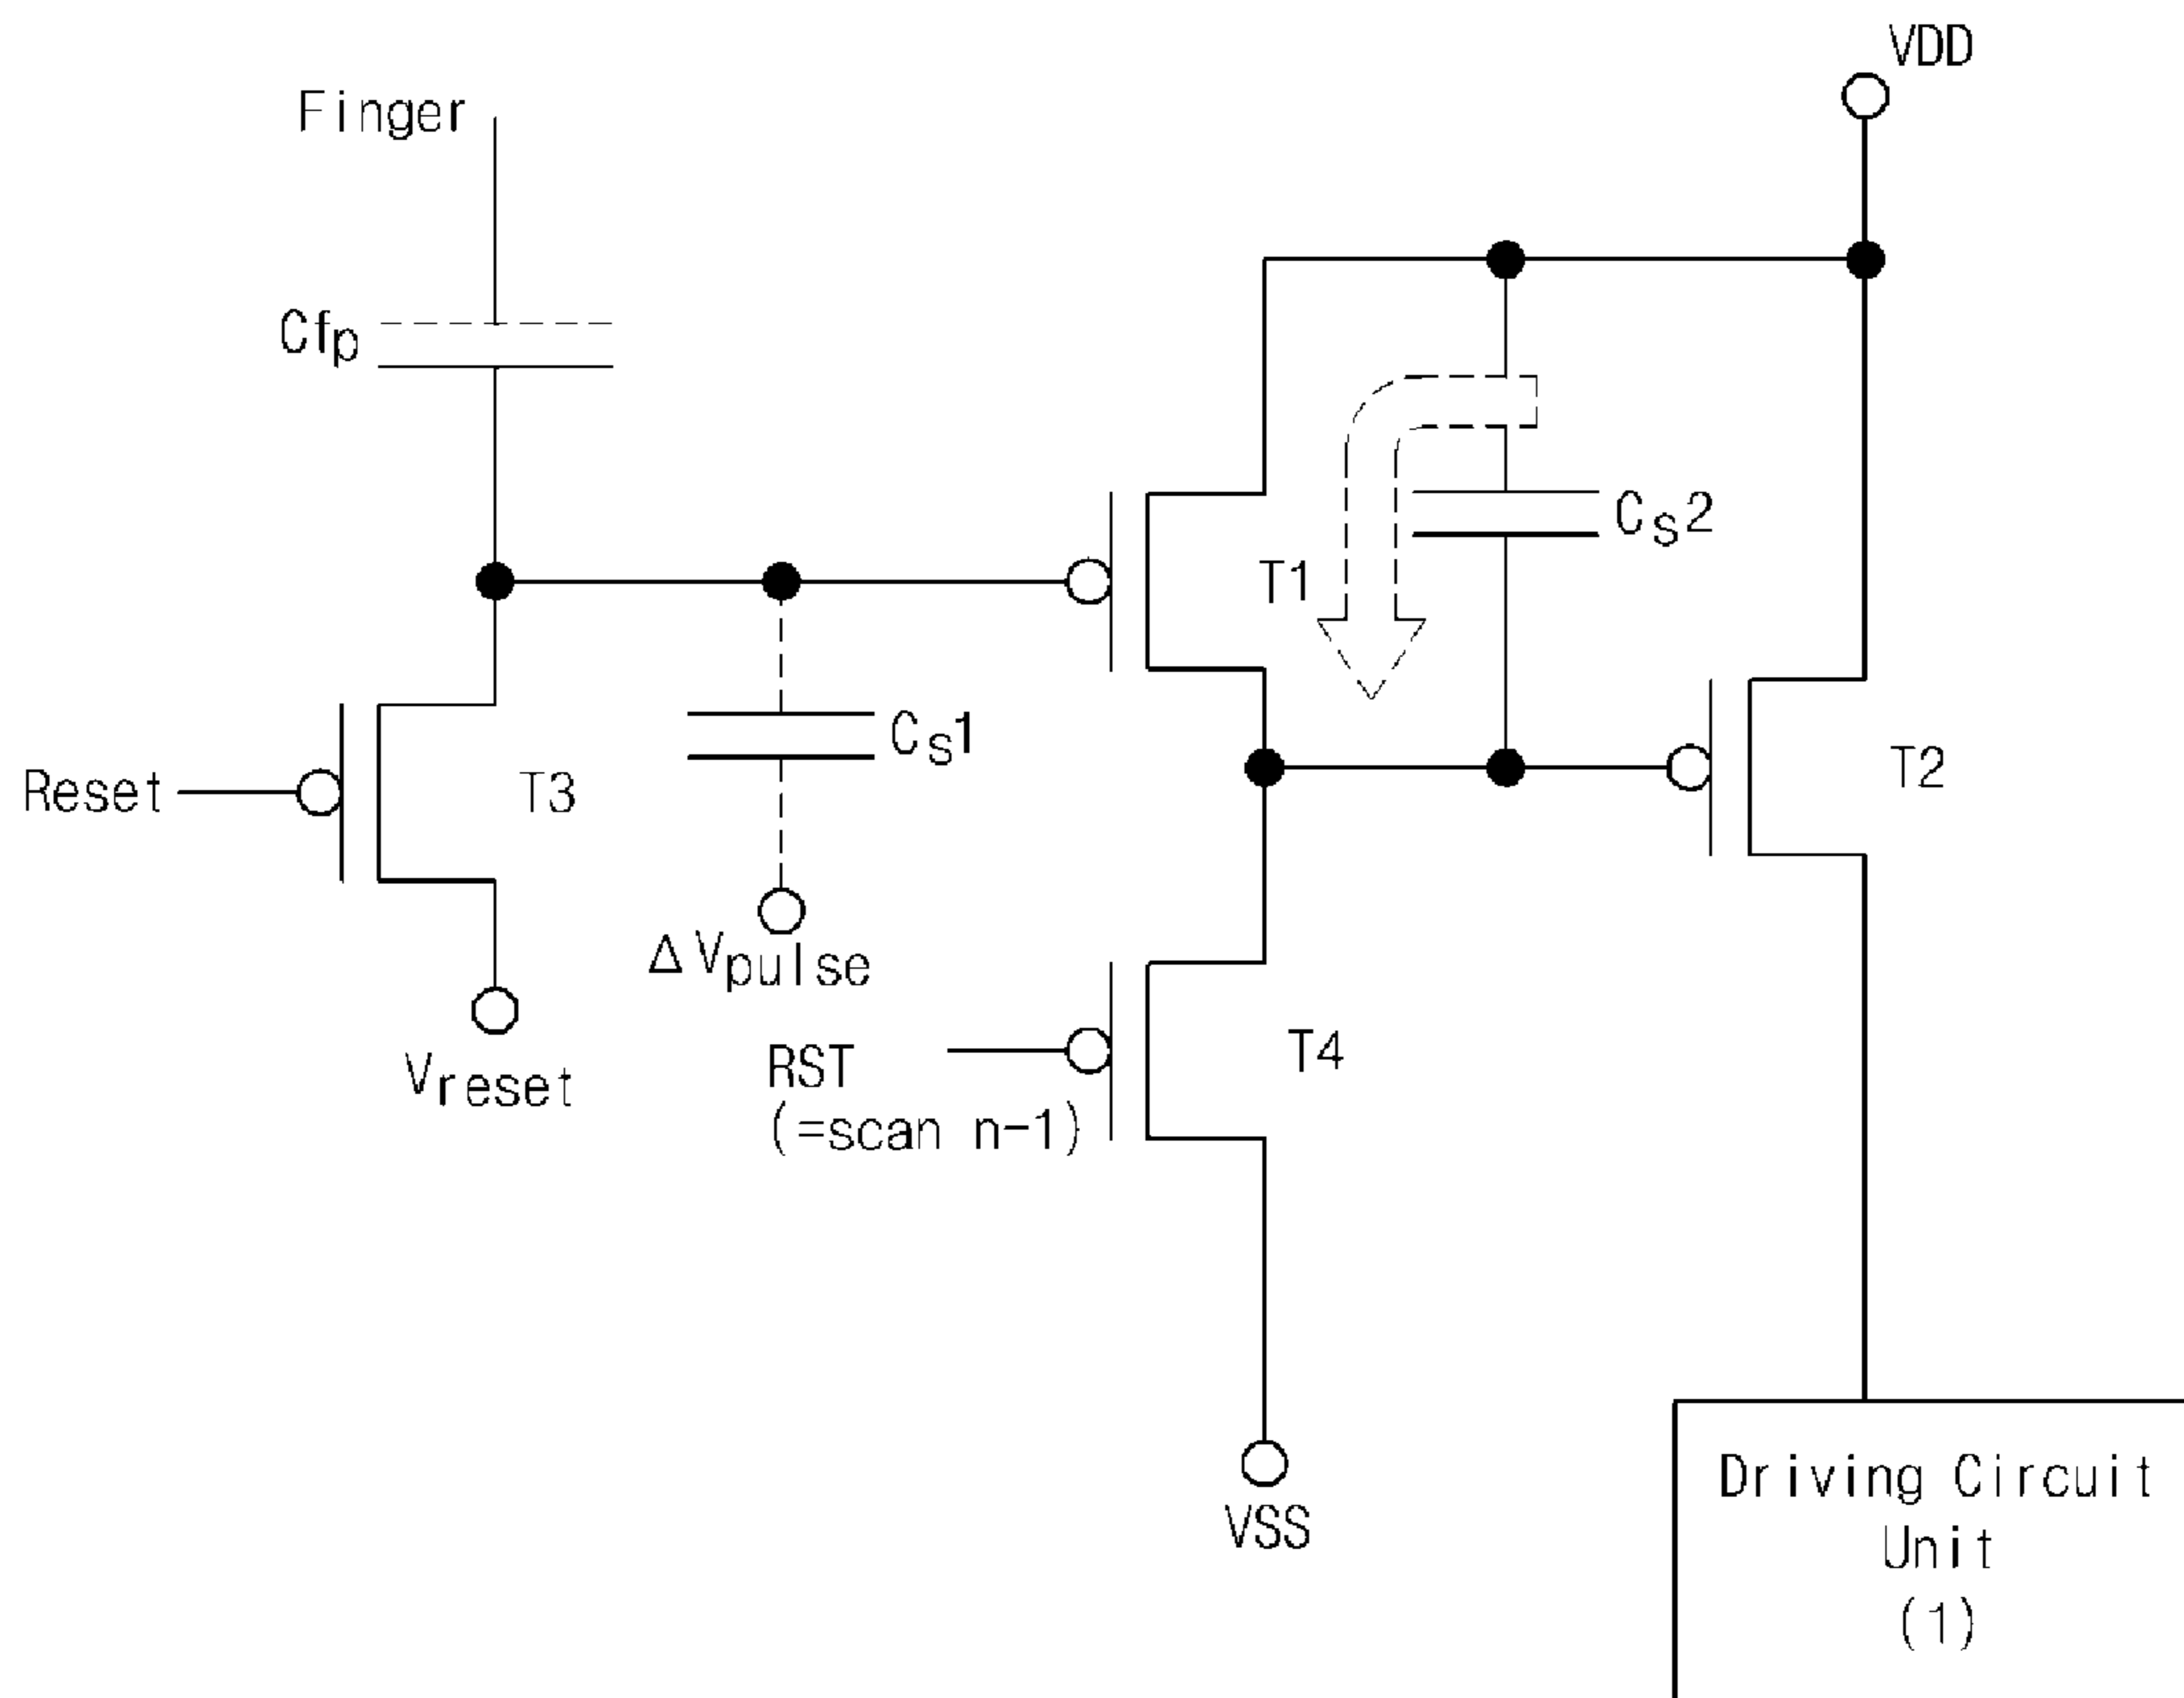 VDD
Finger
Cfp
Cs2
T1
Cs1
T2
Reset
T3
ΔVpulse
Vreset
RST
(=scan n-1)
T4
VSS
Driving Circuit
Unit
(1)